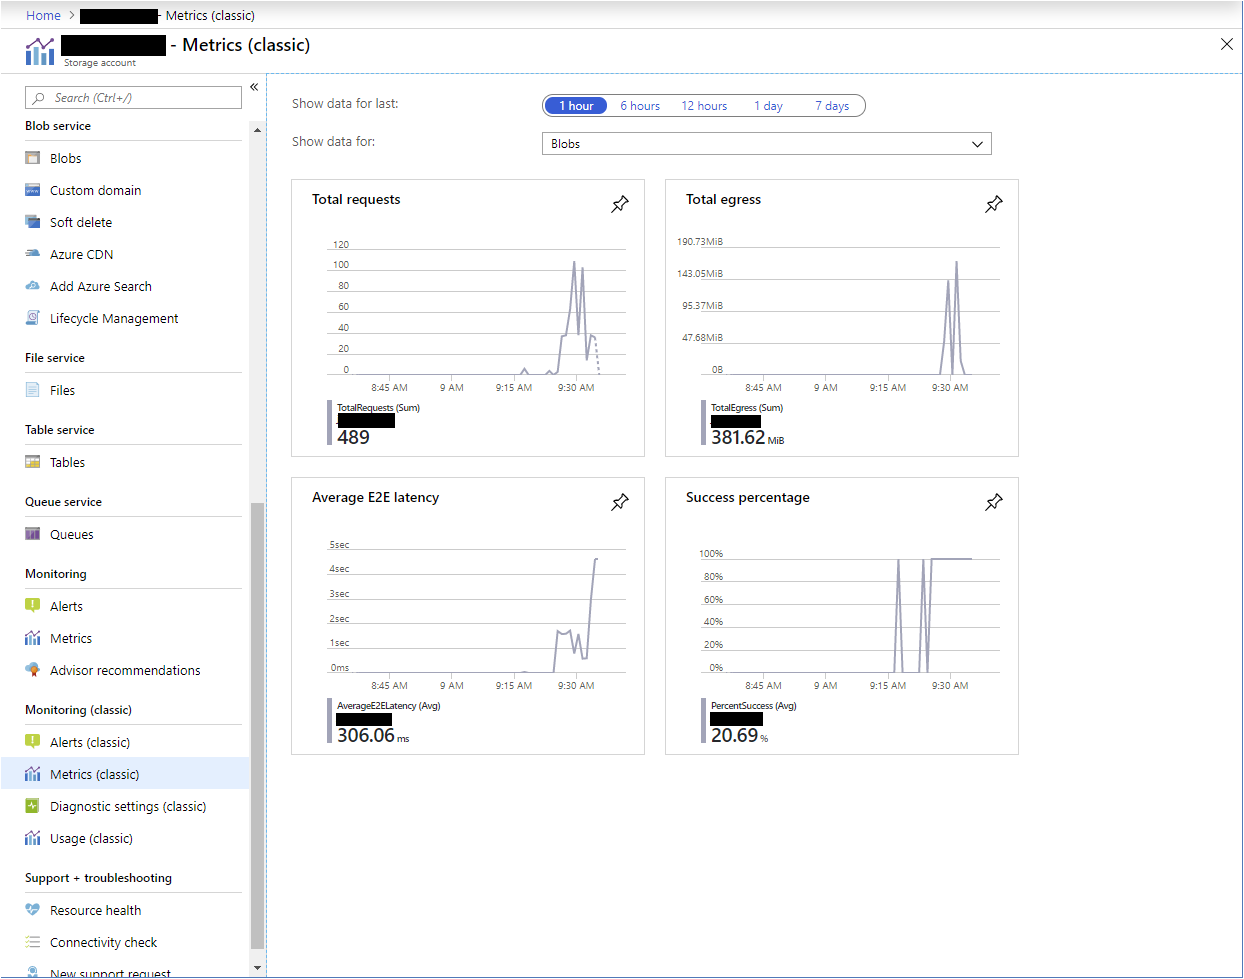 Home > - Metrics (classic)
- Metrics (classic)
Storage account
Search (Ctrl+/)
«
Blob service
Blobs
Custom domain
Soft delete
Azure CDN
Add Azure Search
Lifecycle Management
File service
Files
Table service
Tables
Queue service
Queues
Monitoring
Alerts
Metrics
Advisor recommendations
Monitoring (classic)
Alerts (classic)
Metrics (classic)
Diagnostic settings (classic)
Usage (classic)
Support + troubleshooting
Resource health
Connectivity check
New support request
Show data for last:
1 hour 6 hours 12 hours 1 day 7 days
Show data for:
Blobs
Total requests
120
100
80
60
40
20
0
8:45 AM 9 AM 9:15 AM 9:30 AM
TotalRequests (Sum)
489
Total egress
190.73MiB
143.05MiB
95.37MiB
47.68MiB
0B
8:45 AM 9 AM 9:15 AM 9:30 AM
TotalEgress (Sum)
381.62 MiB
Average E2E latency
5sec
4sec
3sec
2sec
1sec
0ms
8:45 AM 9 AM 9:15 AM 9:30 AM
AverageE2ELatency (Avg)
306.06 ms
Success percentage
100%
80%
60%
40%
20%
0%
8:45 AM 9 AM 9:15 AM 9:30 AM
PercentSuccess (Avg)
20.69 %